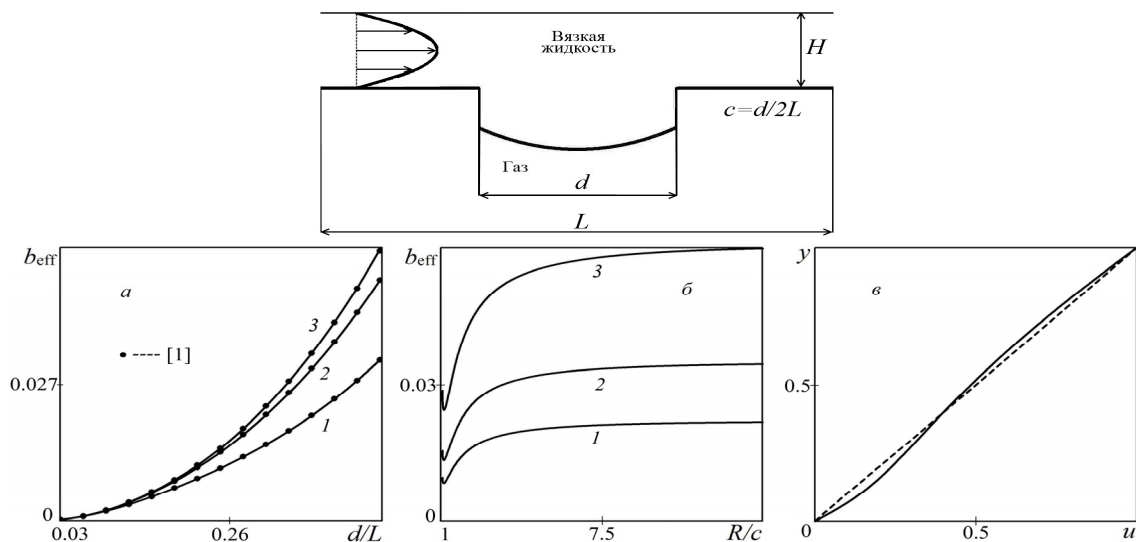 Вязкая
жидкость
H
c=d/2L
Газ
d
L
b_eff
а
3
[1]
2
0.027
1
0
0.03
0.26
d/L
b_eff
3
б
0.03
2
1
0
1
7.5
R/c
y
в
0.5
0
0.5
u